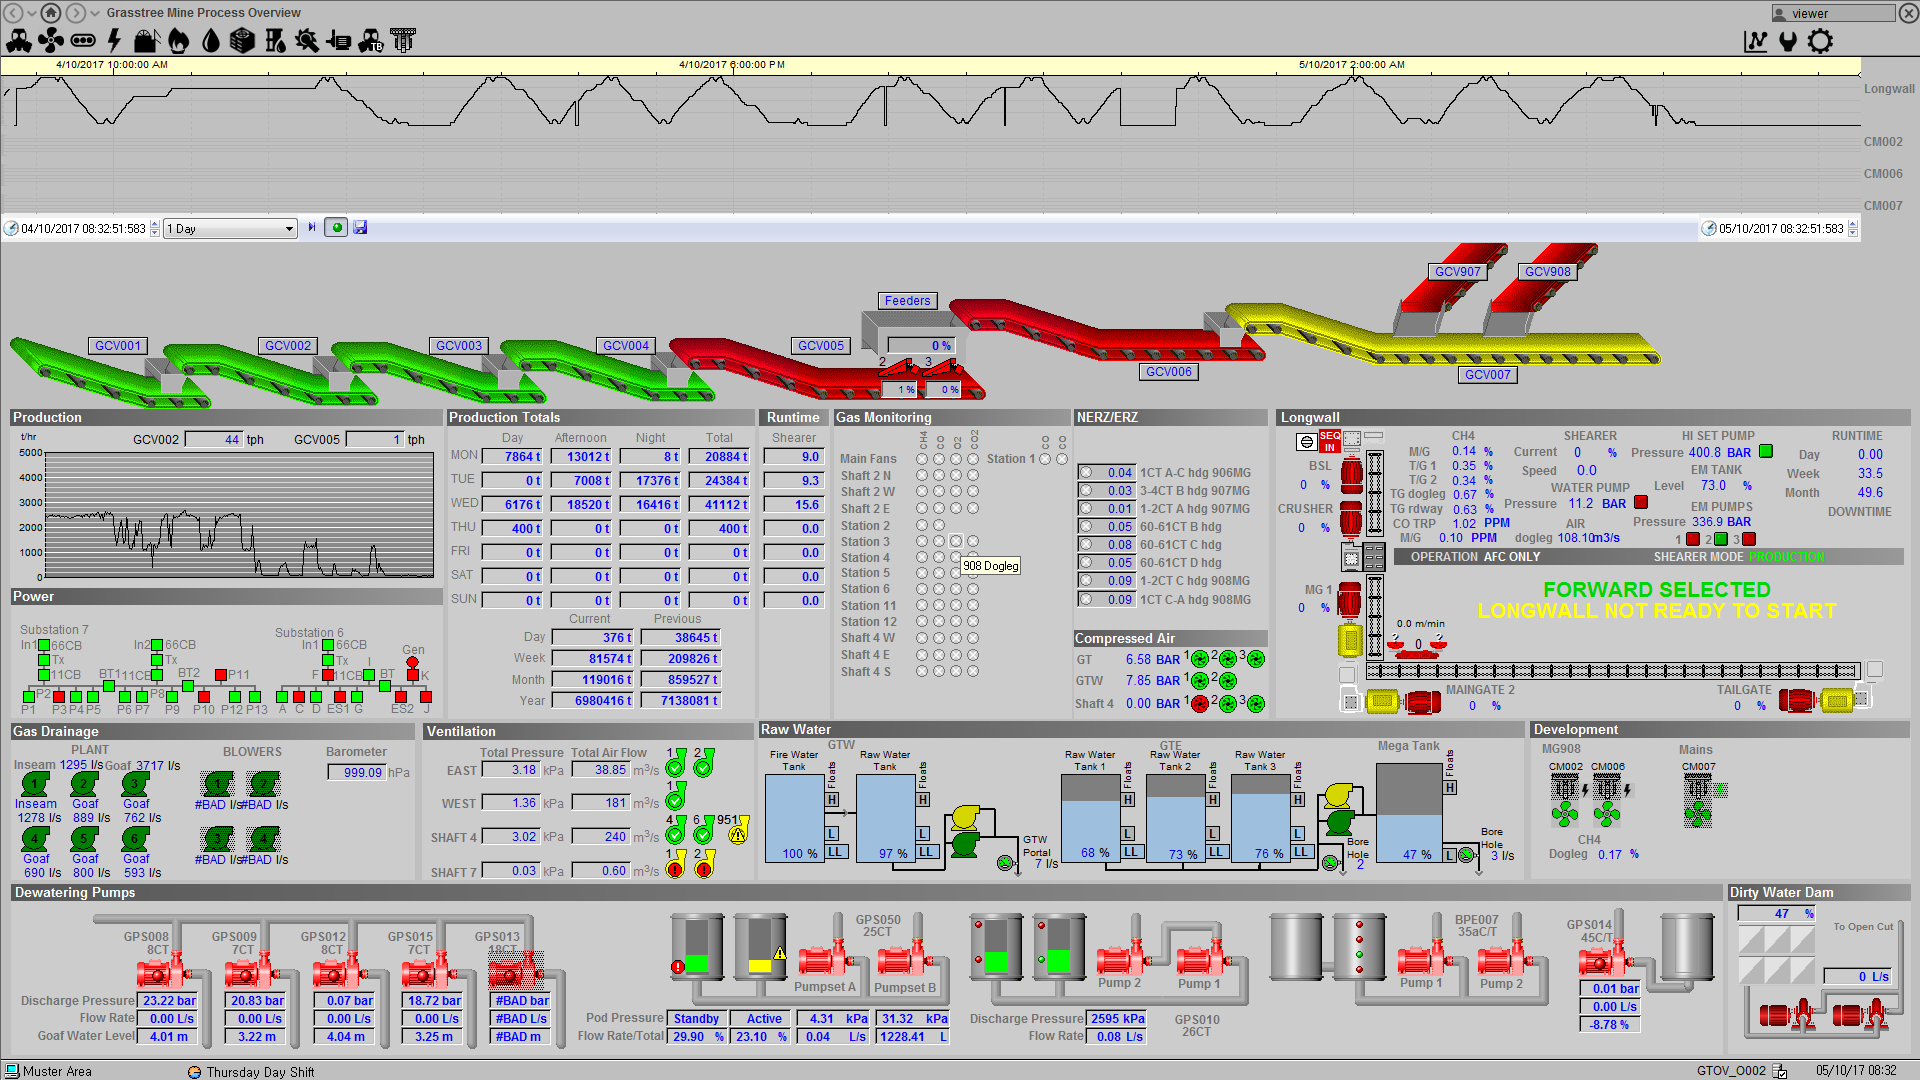 Grasstree Mine Process Overview
viewer
4/10/2017 10:00:00 AM
4/10/2017 6:00:00 PM
5/10/2017 2:00:00 AM
Longwall
CM002
CM006
CM007
04/10/2017 08:32:51:583
1 Day
05/10/2017 08:32:51:583
GCV907 GCV908
Feeders
GCV001 GCV002 GCV003 GCV004 GCV005
0 %
2 3
1 % 0 %
GCV006
GCV007
Production
t/hr
GCV002 44 tph GCV005 1 tph
5000
4000
3000
2000
1000
0
Production Totals
Day Afternoon Night Total
MON 7864 t 13012 t 8 t 20884 t
TUE 0 t 7008 t 17376 t 24384 t
WED 6176 t 18520 t 16416 t 41112 t
THU 400 t 0 t 0 t 400 t
FRI 0 t 0 t 0 t 0 t
SAT 0 t 0 t 0 t 0 t
SUN 0 t 0 t 0 t 0 t
Current Previous
Day 376 t 38645 t
Week 81574 t 209826 t
Month 119016 t 859527 t
Year 6980416 t 7138081 t
Runtime
Shearer
9.0
9.3
15.6
0.0
0.0
0.0
0.0
Gas Monitoring
CH4 CO O2 CO2 CO CO
Main Fans Station 1
Shaft 2 N
Shaft 2 W
Shaft 2 E
Station 2
Station 3
Station 4
908 Dogleg
Station 5
Station 6
Station 11
Station 12
Shaft 4 W
Shaft 4 E
Shaft 4 S
NERZ/ERZ
0.04 1CT A-C hdg 906MG
0.03 3-4CT B hdg 907MG
0.01 1-2CT A hdg 907MG
0.05 60-61CT B hdg
0.08 60-61CT C hdg
0.05 60-61CT D hdg
0.09 1-2CT C hdg 908MG
0.09 1CT C-A hdg 908MG
Compressed Air
GT 6.58 BAR 1 2 3
GTW 7.85 BAR 1 2
Shaft 4 0.00 BAR 1 2 3
Longwall
SEQ IN
BSL
0 %
CRUSHER
0 %
MG 1
0 %
CH4
M/G 0.14 %
T/G 1 0.35 %
T/G 2 0.34 %
TG dogleg 0.67 %
TG rdway 0.63 %
CO TRP 1.02 PPM
M/G 0.10 PPM
SHEARER
Current 0 %
Speed 0.0
WATER PUMP
Pressure 11.2 BAR
AIR
dogleg 108.10m3/s
HI SET PUMP
Pressure 400.8 BAR
EM TANK
Level 73.0 %
EM PUMPS
Pressure 336.9 BAR
1 2 3
RUNTIME
Day 0.00
Week 33.5
Month 49.6
DOWNTIME
OPERATION AFC ONLY SHEARER MODE PRODUCTION
FORWARD SELECTED
LONGWALL NOT READY TO START
0.0 m/min
? 0 ?
MAINGATE 2
0 %
TAILGATE
0 %
Power
Substation 7
In1 66CB In2 66CB
Tx Tx
11CB BT1 11CB BT2 P11
P1 P2 P3 P4 P5 P6 P7 P8 P9 P10 P12 P13
Substation 6
In1 66CB Gen
Tx I
F 11CB BT K
A C D ES1 G ES2 J
Gas Drainage
PLANT BLOWERS Barometer
Inseam 1295 l/s Goaf 3717 l/s 999.09 hPa
1 2 3 1 2
Inseam Goaf Goaf #BAD l/s #BAD l/s
1278 l/s 889 l/s 762 l/s
4 5 6 3 4
Goaf Goaf Goaf #BAD l/s #BAD l/s
690 l/s 800 l/s 593 l/s
Ventilation
Total Pressure Total Air Flow
EAST 3.18 kPa 38.85 m³/s 1 2
WEST 1.36 kPa 181 m³/s 1
SHAFT 4 3.02 kPa 240 m³/s 4 6 951
SHAFT 7 0.03 kPa 0.60 m³/s 1 2
Raw Water
GTW
Fire Water Tank
Raw Water Tank
Floats Floats
H L LL H L LL
100 % 97 %
GTW Portal
7 l/s
GTE
Raw Water Tank 1
Raw Water Tank 2
Raw Water Tank 3
Floats Floats Floats
H L LL H L LL H L LL
68 % 73 % 76 %
Bore Hole 2
Mega Tank
Floats
H L
47 %
Bore Hole
3 l/s
Development
MG908 Mains
CM002 CM006 CM007
CH4
Dogleg 0.17 %
Dewatering Pumps
GPS008 8CT
GPS009 7CT
GPS012 8CT
GPS015 7CT
GPS013 18CT
Discharge Pressure 23.22 bar 20.83 bar 0.07 bar 18.72 bar #BAD bar
Flow Rate 0.00 L/s 0.00 L/s 0.00 L/s 0.00 L/s #BAD L/s
Goaf Water Level 4.01 m 3.22 m 4.04 m 3.25 m #BAD m
GPS050
25CT
Pumpset A Pumpset B
Pod Pressure Standby Active 4.31 kPa 31.32 kPa
Flow Rate/Total 29.90 % 23.10 % 0.04 L/s 1228.41 L
Pump 2 Pump 1
Discharge Pressure 2595 kPa
Flow Rate 0.08 L/s
GPS010
26CT
BPE007
35aC/T
Pump 1 Pump 2
GPS014
45C/T
0.01 bar
0.00 L/s
-8.78 %
Dirty Water Dam
47 %
To Open Cut
0 L/s
Muster Area
Thursday Day Shift
GTOV_O002
05/10/17 08:32